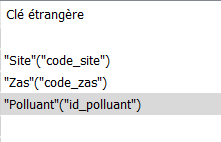 Clé étrangère
"Site"("code_site")
"Zas"("code_zas")
"Polluant"("id_polluant")